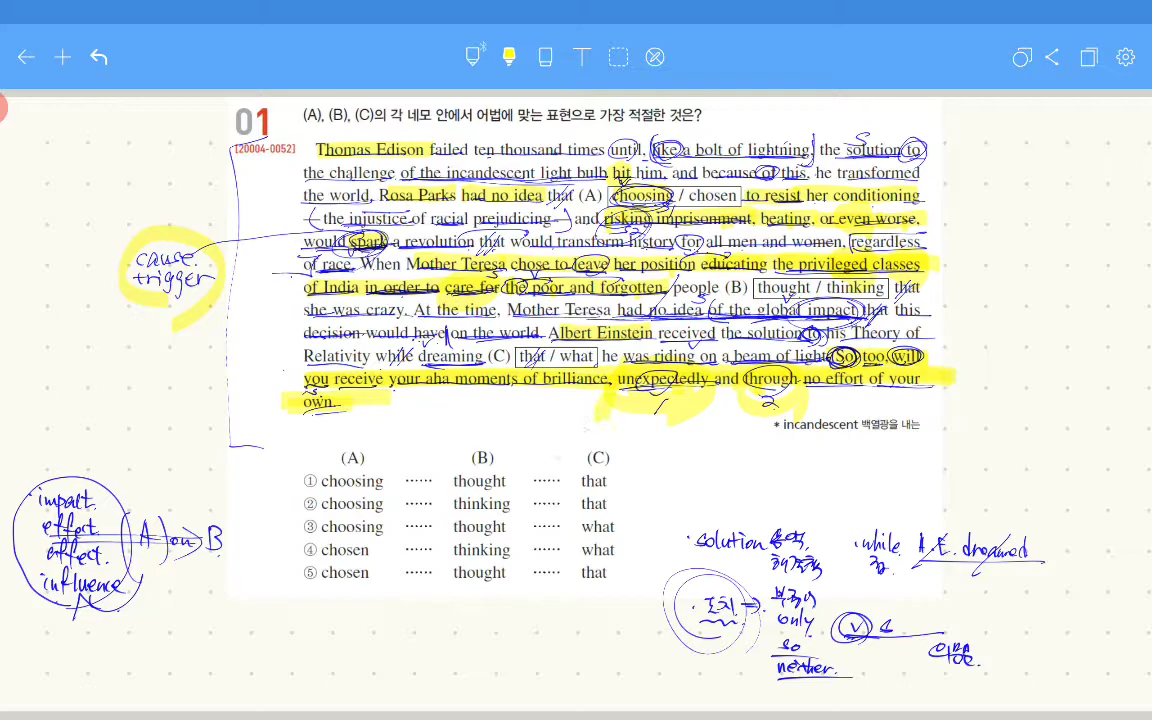 01
(A), (B), (C)의 각 네모 안에서 어법에 맞는 표현으로 가장 적절한 것은?
[20004-0052]
Thomas Edison failed ten thousand times until, like a bolt of lightning, the solution to
the challenge of the incandescent light bulb hit him, and because of this, he transformed
the world. Rosa Parks had no idea that (A) choosing / chosen to resist her conditioning
— the injustice of racial prejudicing — and risking imprisonment, beating, or even worse,
would spark a revolution that would transform history for all men and women, regardless
of race. When Mother Teresa chose to leave her position educating the privileged classes
of India in order to care for the poor and forgotten, people (B) thought / thinking that
she was crazy. At the time, Mother Teresa had no idea of the global impact that this
decision would have on the world. Albert Einstein received the solution to his Theory of
Relativity while dreaming (C) that / what he was riding on a beam of light. So too, will
you receive your aha moments of brilliance, unexpectedly and through no effort of your
own.
* incandescent 백열광을 내는
(A) (B) (C)
① choosing ······ thought ······ that
② choosing ······ thinking ······ that
③ choosing ······ thought ······ what
④ chosen ······ thinking ······ what
⑤ chosen ······ thought ······ that
cause
trigger
impact
effort
effect
influence
A on B
1
2
· solution
· while A.E. dreamed
· 도치 →
부정어
only
so
neither
V S